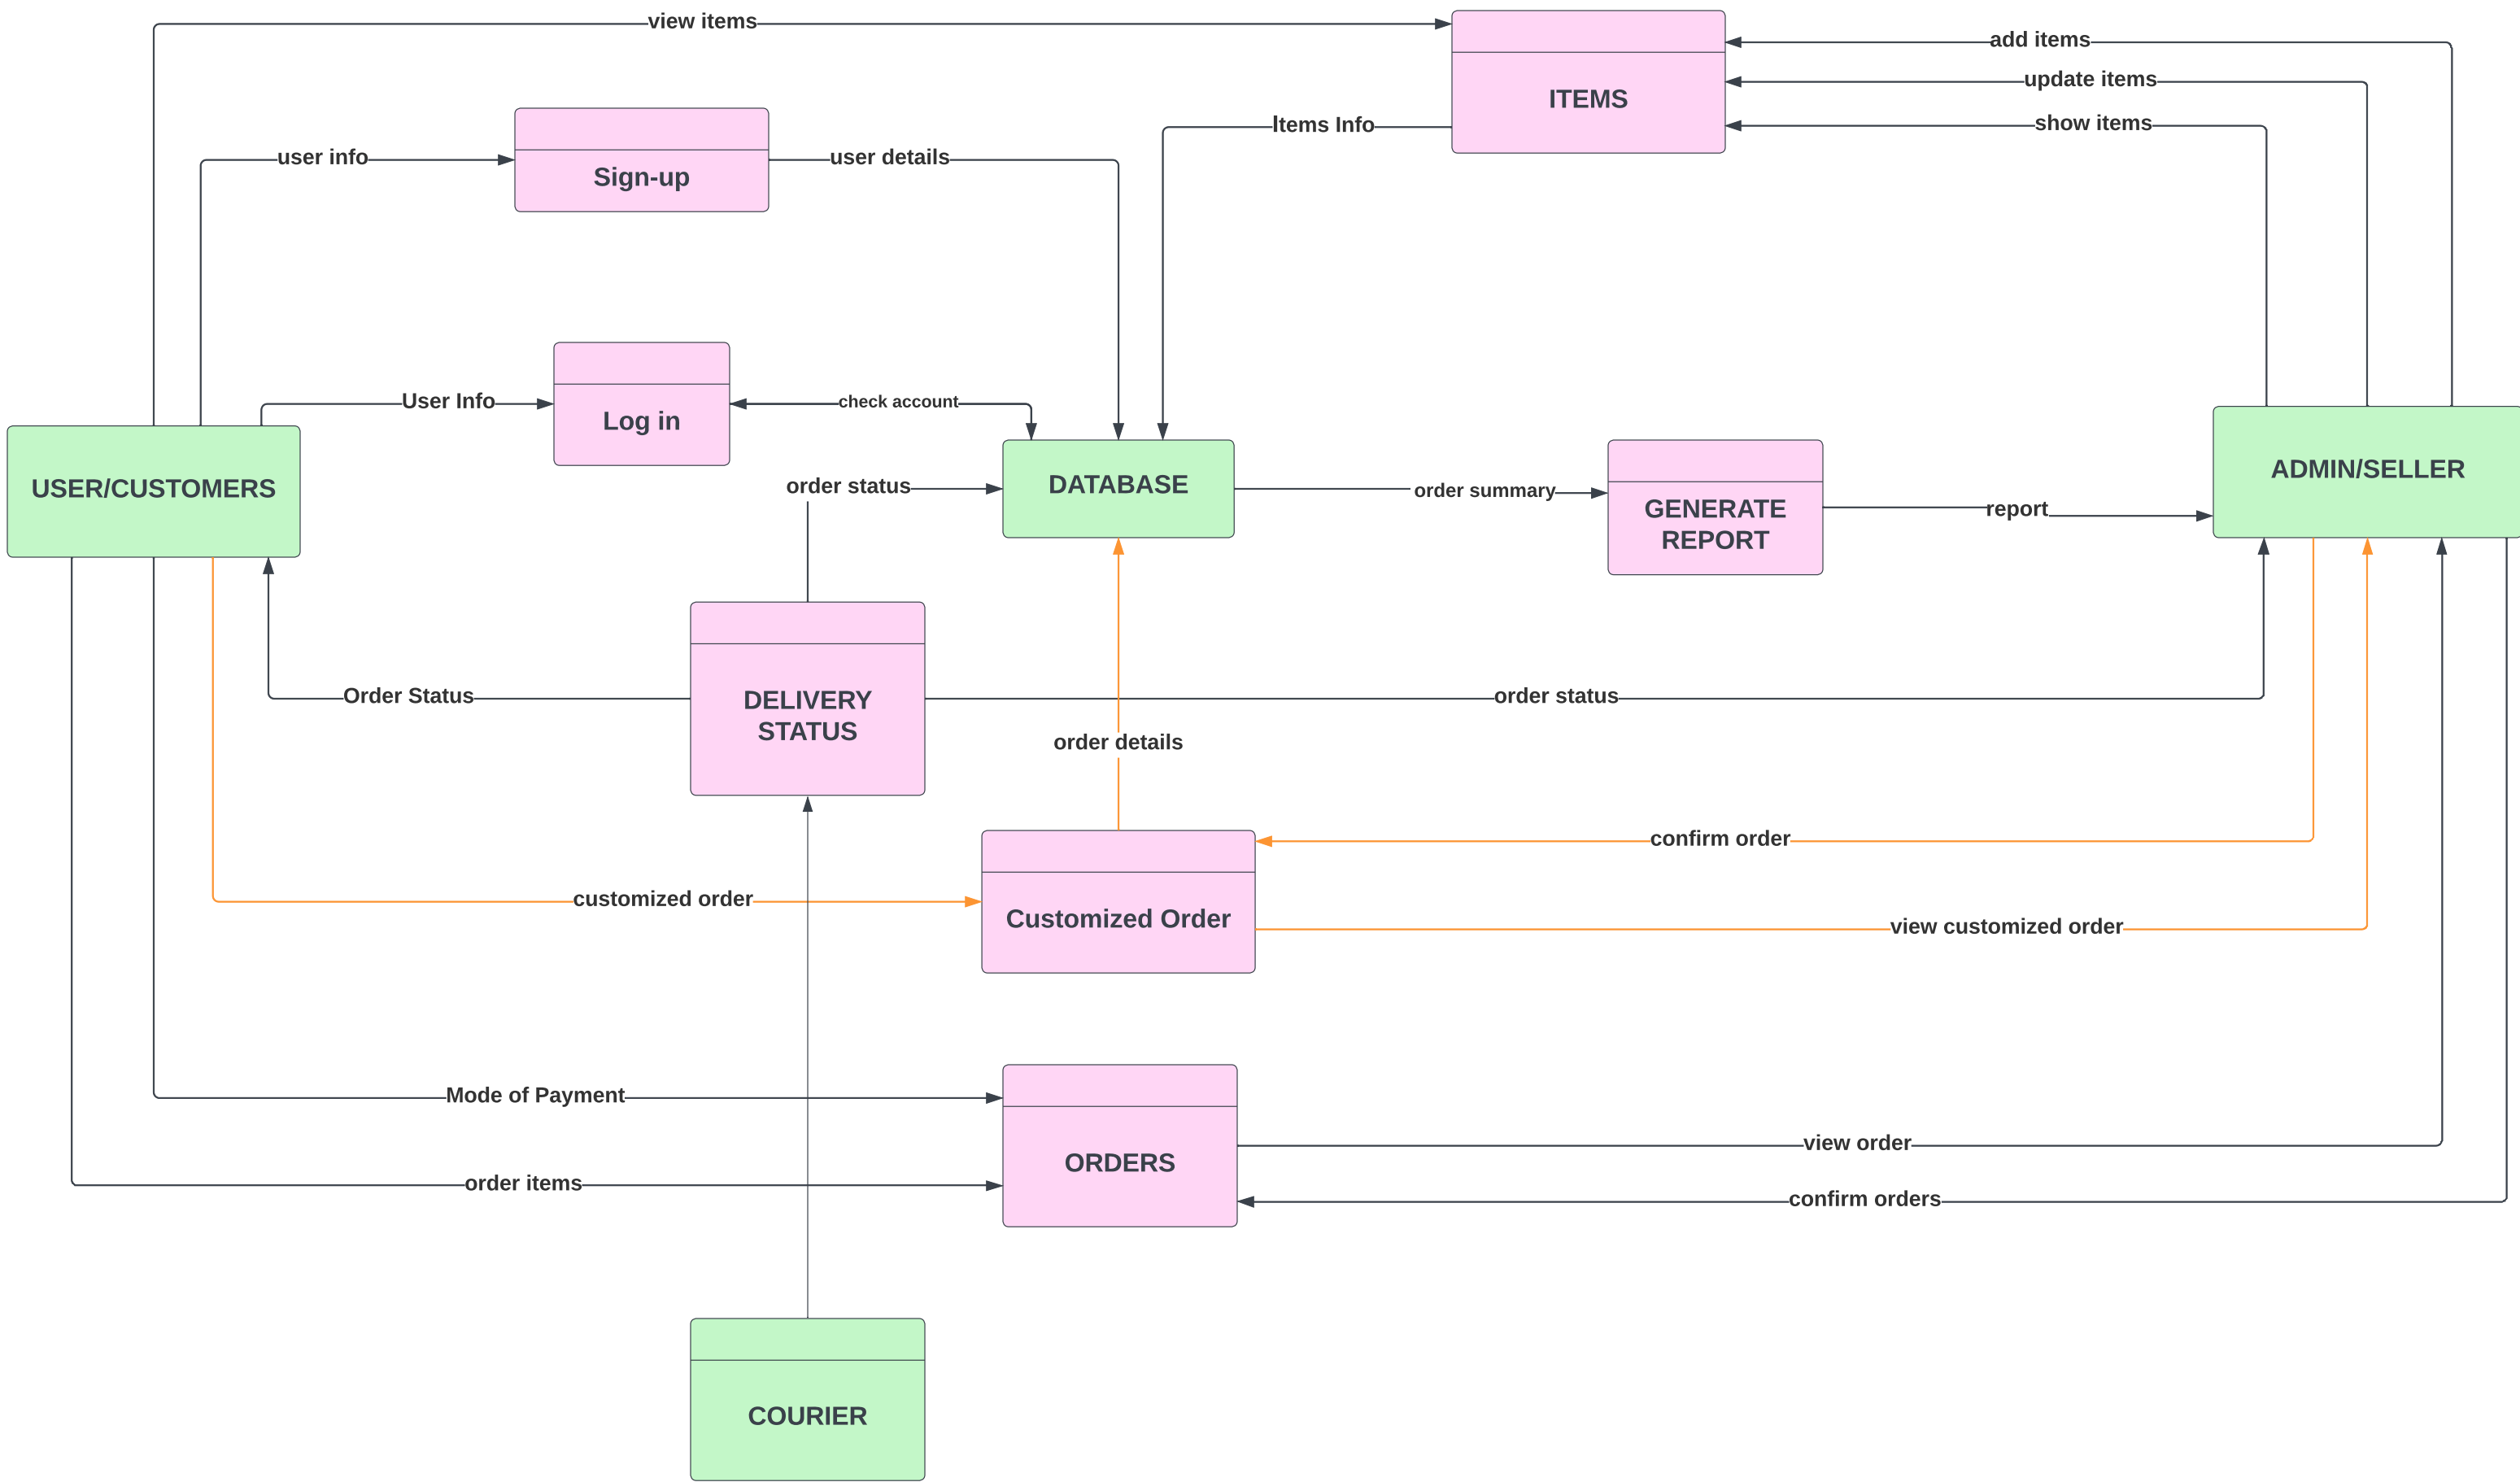 view items
add items
update items
ITEMS
show items
Items Info
user info
user details
Sign-up
User Info
check account
Log in
USER/CUSTOMERS
order status
DATABASE
order summary
GENERATE
REPORT
report
ADMIN/SELLER
Order Status
DELIVERY
STATUS
order status
order details
confirm order
customized order
Customized Order
view customized order
Mode of Payment
ORDERS
view order
order items
confirm orders
COURIER